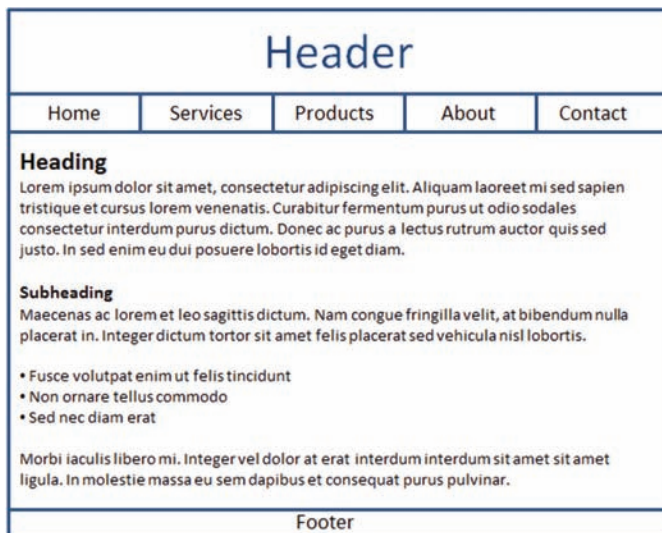 Header
Home Services Products About Contact
Heading
Lorem ipsum dolor sit amet, consectetur adipiscing elit. Aliquam laoreet mi sed sapien
tristique et cursus lorem venenatis. Curabitur fermentum purus ut odio sodales
consectetur interdum purus dictum. Donec ac purus a lectus rutrum auctor quis sed
justo. In sed enim eu dui posuere lobortis id eget diam.
Subheading
Maecenas ac lorem et leo sagittis dictum. Nam congue fringilla velit, at bibendum nulla
placerat in. Integer dictum tortor sit amet felis placerat sed vehicula nisl lobortis.
• Fusce volutpat enim ut felis tincidunt
• Non ornare tellus commodo
• Sed nec diam erat
Morbi iaculis libero mi. Integer vel dolor at erat interdum interdum sit amet sit amet
ligula. In molestie massa eu sem dapibus et consequat purus pulvinar.
Footer